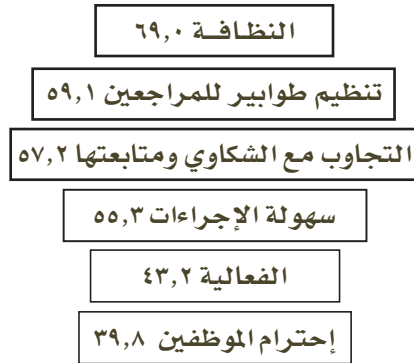 النظافــة ٦٩,٠
تنظيم طوابير للمراجعين ٥٩,١
التجاوب مع الشكاوي ومتابعتها ٥٧,٢
سهولة الإجراءات ٥٥,٣
الفعالية ٤٣,٢
إحترام الموظفين ٣٩,٨